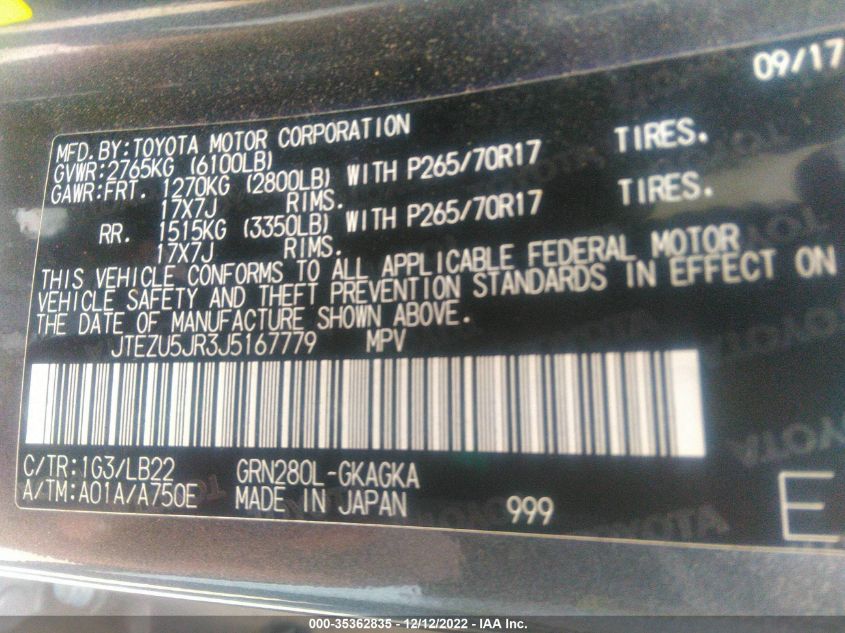 09/17
MFD.BY:TOYOTA MOTOR CORPORATION
GVWR:2765KG (6100LB)
GAWR:FRT. 1270KG (2800LB) WITH P265/70R17 TIRES.
17X7J RIMS.
RR. 1515KG (3350LB) WITH P265/70R17 TIRES.
17X7J RIMS.
THIS VEHICLE CONFORMS TO ALL APPLICABLE FEDERAL MOTOR
VEHICLE SAFETY AND THEFT PREVENTION STANDARDS IN EFFECT ON
THE DATE OF MANUFACTURE SHOWN ABOVE.
JTEZU5JR3J5167779 MPV
C/TR:1G3/LB22 GRN280L-GKAGKA
A/TM:A01A/A750E MADE IN JAPAN 999 E
TOYOTA
000-35362835 - 12/12/2022 - IAA Inc.